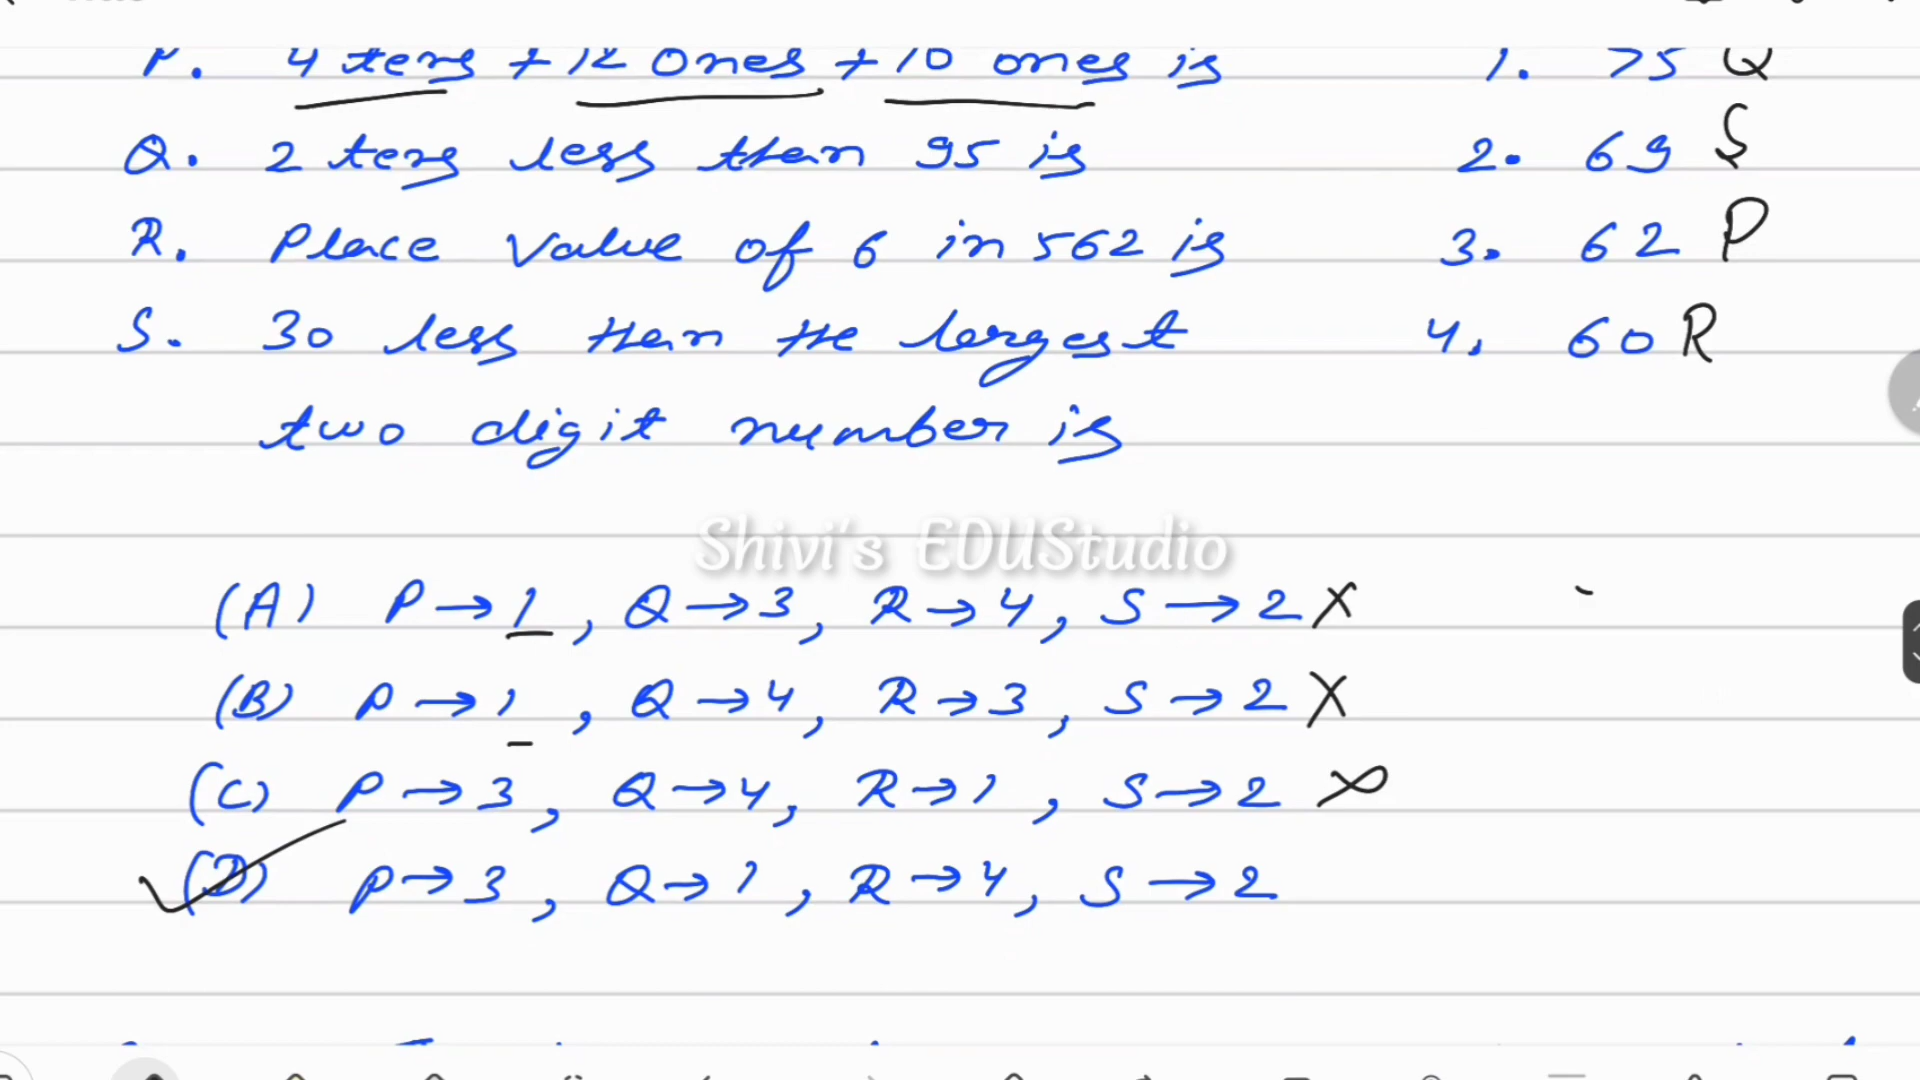 P. 4 tens + 12 ones + 10 ones is 1. 75 Q
Q. 2 tens less than 95 is 2. 69 S
R. Place value of 6 in 562 is 3. 62 P
S. 30 less than the largest 4. 60 R
two digit number is
Shivi's EDUStudio
(A) P→1, Q→3, R→4, S→2 X
(B) P→1, Q→4, R→3, S→2 X
(C) P→3, Q→4, R→1, S→2 X
(D) P→3, Q→1, R→4, S→2